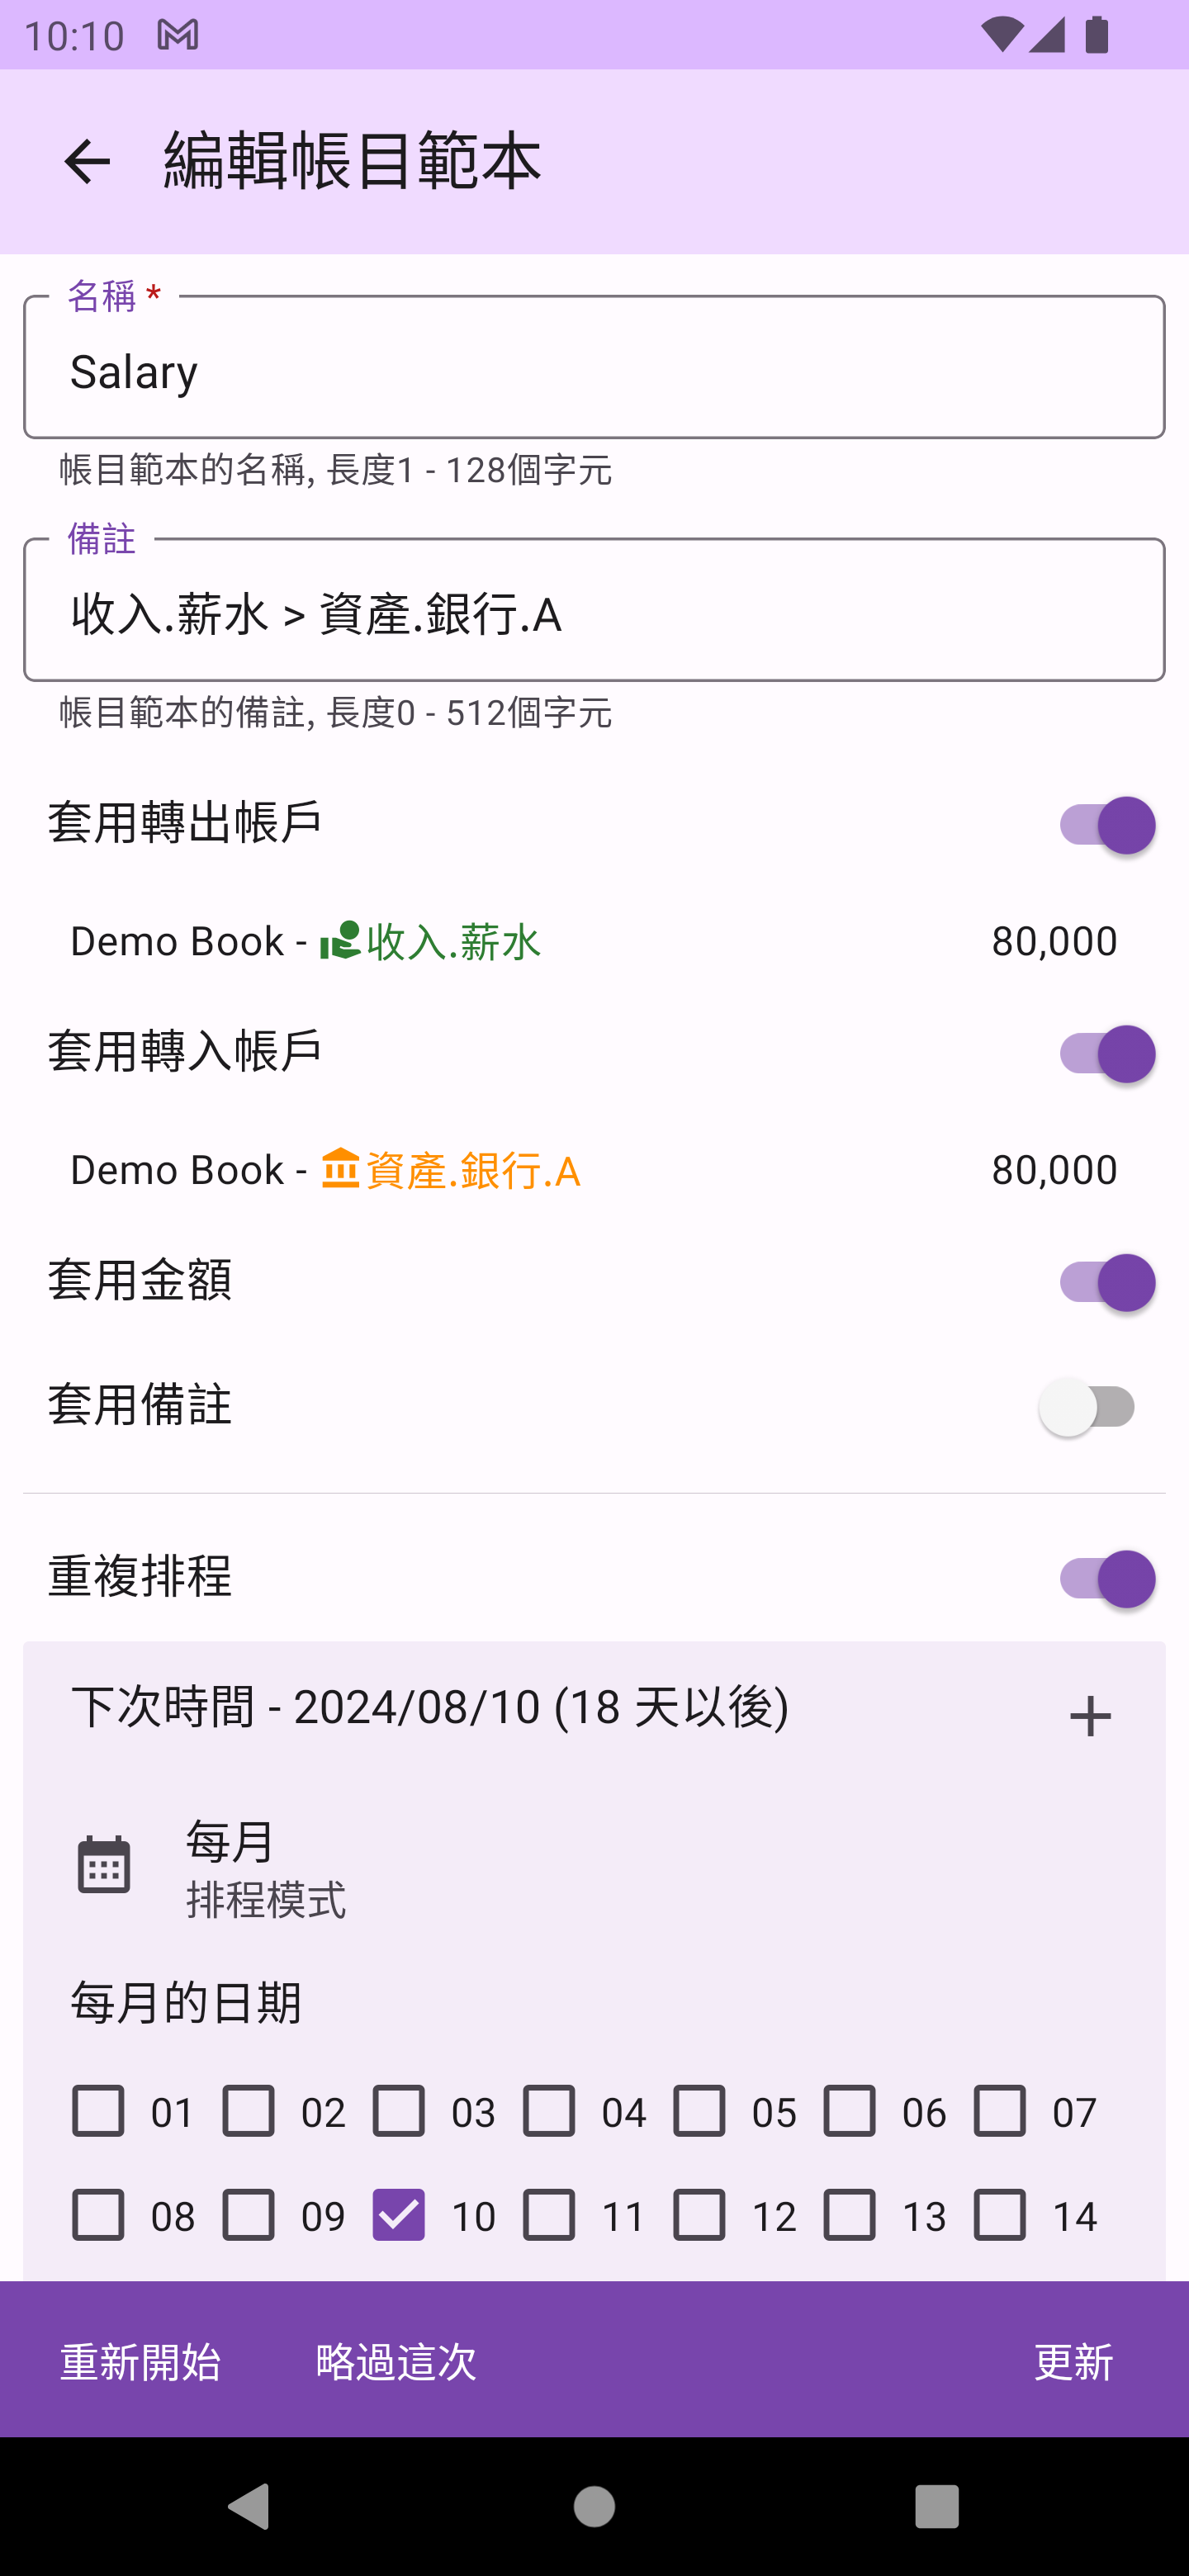 10:10
編輯帳目範本
名稱 *
Salary
帳目範本的名稱, 長度1 - 128個字元
備註
收入.薪水 > 資產.銀行.A
帳目範本的備註, 長度0 - 512個字元
套用轉出帳戶
Demo Book - 收入.薪水 80,000
套用轉入帳戶
Demo Book - 資產.銀行.A 80,000
套用金額
套用備註
重複排程
下次時間 - 2024/08/10 (18 天以後) +
每月
排程模式
每月的日期
01 02 03 04 05 06 07
08 09 10 11 12 13 14
重新開始 略過這次 更新